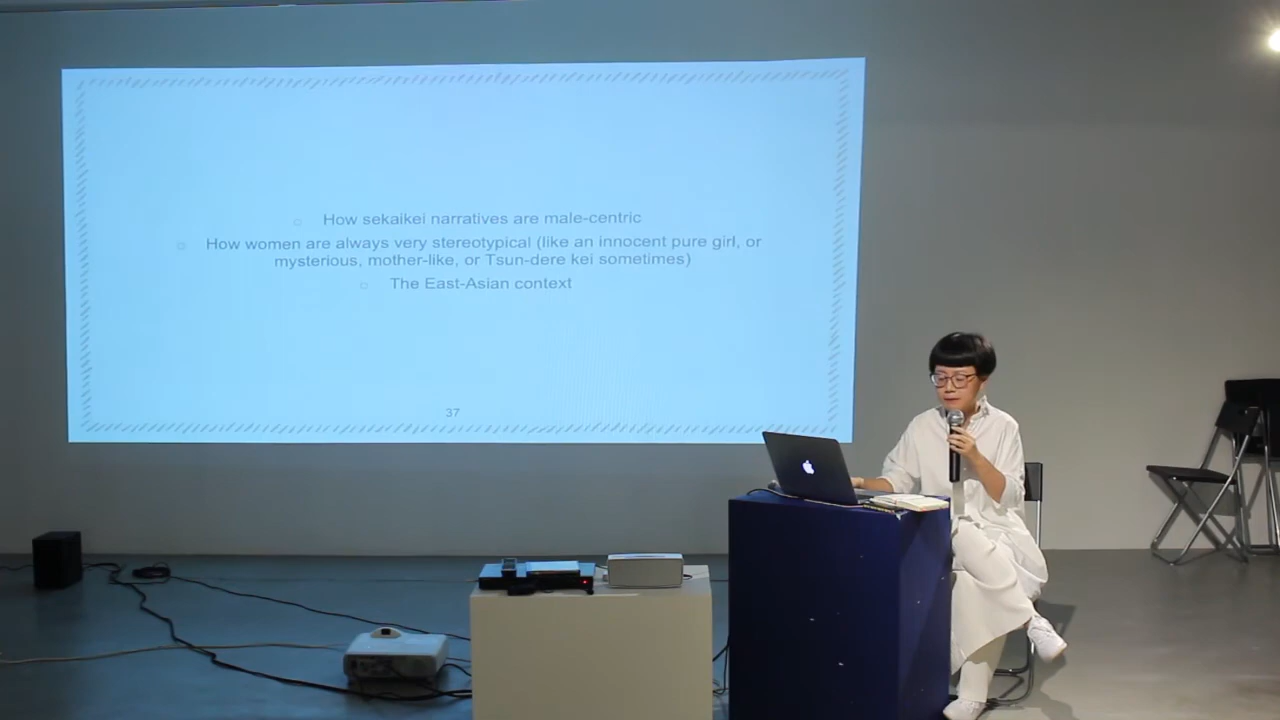 How sekaikei narratives are male-centric
How women are always very stereotypical (like an innocent pure girl, or
mysterious, mother-like, or Tsun-dere kei sometimes)
The East-Asian context
37